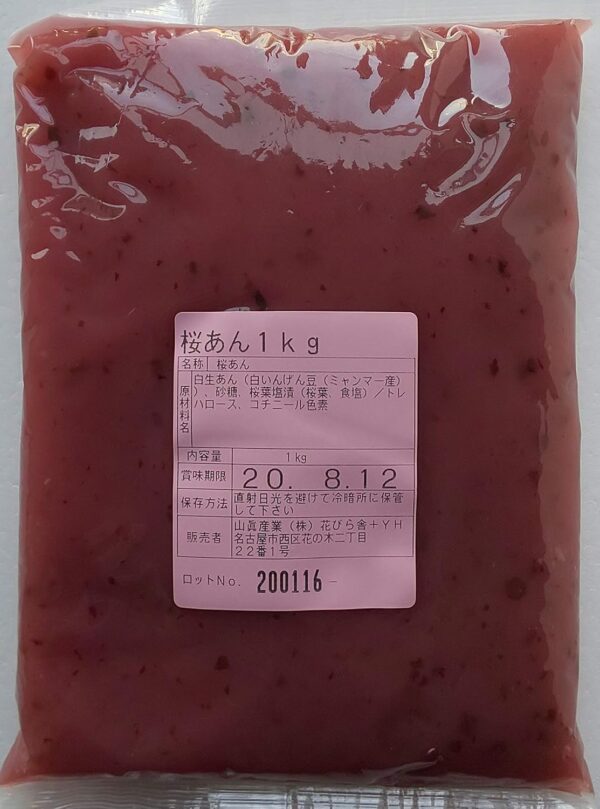 桜あん1kg
名称 桜あん
原材料名 白生あん(白いんげん豆(ミャンマー産)
)、砂糖、桜葉塩漬(桜葉、食塩)/トレ
ハロース、コチニール色素
内容量 1kg
賞味期限 20. 8.12
保存方法 直射日光を避けて冷暗所に保管
して下さい
販売者 山眞産業(株)花びら舎+YH
名古屋市西区花の木二丁目
22番1号
ロットNo. 200116-